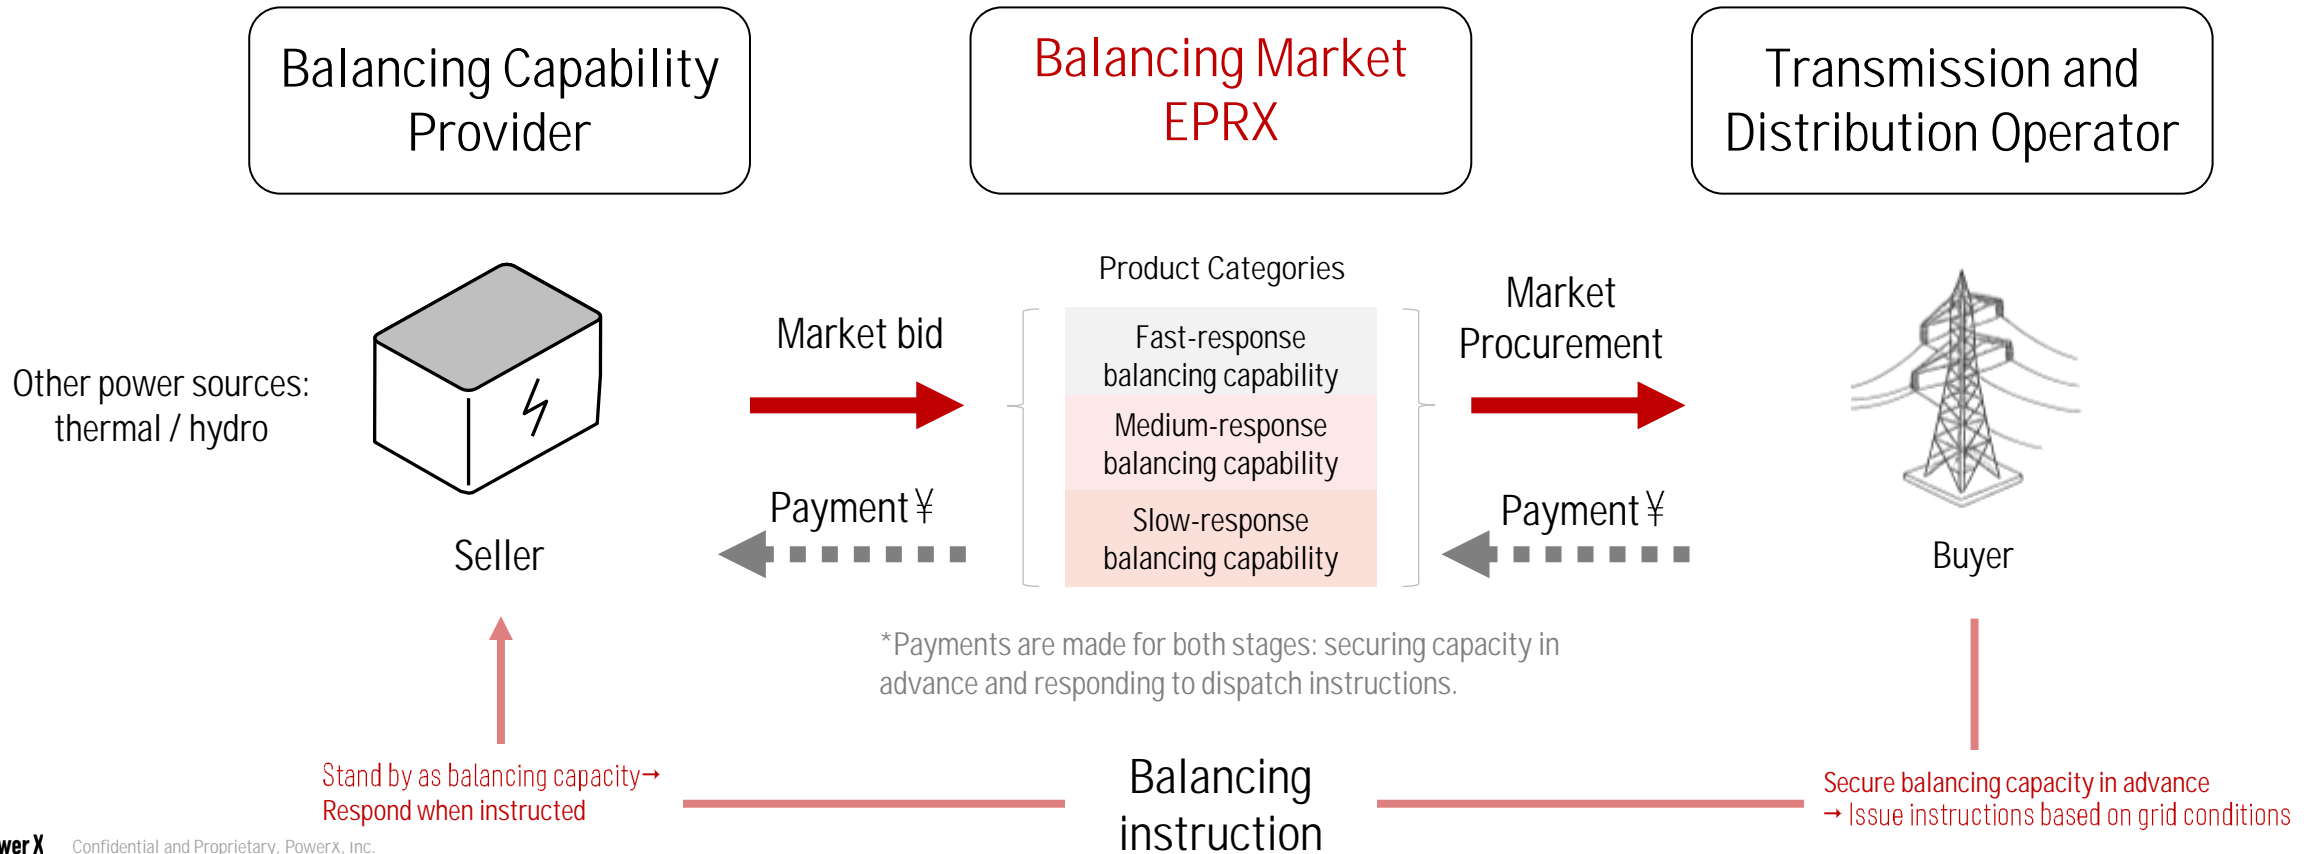 Balancing Capability
Provider
Balancing Market
EPRX
Transmission and
Distribution Operator
Product Categories
Other power sources:
thermal / hydro
Market bid
Fast-response
balancing capability
Medium-response
balancing capability
Slow-response
balancing capability
Market
Procurement
Payment ¥
Payment ¥
Seller
Buyer
*Payments are made for both stages: securing capacity in
advance and responding to dispatch instructions.
Stand by as balancing capacity→
Respond when instructed
Balancing
instruction
Secure balancing capacity in advance
→ Issue instructions based on grid conditions
wer X Confidential and Proprietary, PowerX, Inc.